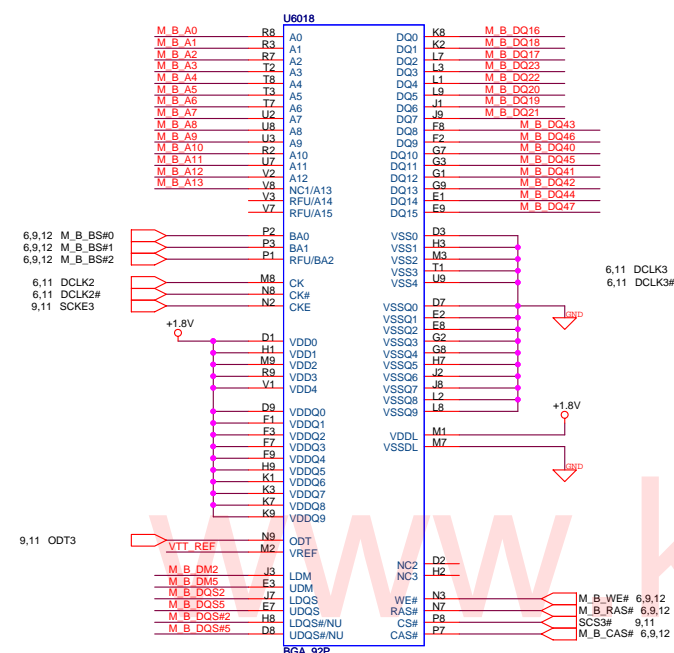 U6018
M_B_A0 R8 A0 DQ0 K8 M_B_DQ16
M_B_A1 R3 A1 DQ1 K2 M_B_DQ18
M_B_A2 R7 A2 DQ2 L7 M_B_DQ17
M_B_A3 T2 A3 DQ3 L3 M_B_DQ23
M_B_A4 T8 A4 DQ4 L1 M_B_DQ22
M_B_A5 T3 A5 DQ5 L9 M_B_DQ20
M_B_A6 T7 A6 DQ6 J1 M_B_DQ19
M_B_A7 U2 A7 DQ7 J9 M_B_DQ21
M_B_A8 U8 A8 DQ8 F8 M_B_DQ43
M_B_A9 U3 A9 DQ9 F2 M_B_DQ46
M_B_A10 R2 A10 DQ10 G7 M_B_DQ40
M_B_A11 U7 A11 DQ11 G3 M_B_DQ45
M_B_A12 V2 A12 DQ12 G1 M_B_DQ41
M_B_A13 V8 NC1/A13 DQ13 G9 M_B_DQ42
V3 RFU/A14 DQ14 E1 M_B_DQ44
V7 RFU/A15 DQ15 E9 M_B_DQ47
6,9,12 M_B_BS#0 P2 BA0 VSS0 D3
6,9,12 M_B_BS#1 P3 BA1 VSS1 H3
6,9,12 M_B_BS#2 P1 RFU/BA2 VSS2 M3
VSS3 T1 6,11 DCLK3
6,11 DCLK2 M8 CK VSS4 U9 6,11 DCLK3#
6,11 DCLK2# N8 CK#
9,11 SCKE3 N2 CKE VSSQ0 D7 GND
VSSQ1 E2
+1.8V VSSQ2 E8
D1 VDD0 VSSQ3 G2
H1 VDD1 VSSQ4 G8
M9 VDD2 VSSQ5 H7
R9 VDD3 VSSQ6 J2
V1 VDD4 VSSQ7 J8
VSSQ8 L2
D9 VDDQ0 VSSQ9 L8 +1.8V
F1 VDDQ1
F3 VDDQ2 VDDL M1
F7 VDDQ3 VSSDL M7
F9 VDDQ4
H9 VDDQ5 GND
K1 VDDQ6
K3 VDDQ7
K7 VDDQ8
K9 VDDQ9
9,11 ODT3 N9 ODT
VTT_REF M2 VREF
NC2 D2
M_B_DM2 J3 LDM NC3 H2
M_B_DM5 E3 UDM
M_B_DQS2 J7 LDQS WE# N3 M_B_WE# 6,9,12
M_B_DQS5 E7 UDQS RAS# N7 M_B_RAS# 6,9,12
M_B_DQS#2 H8 LDQS#/NU CS# P8 SCS3# 9,11
M_B_DQS#5 D8 UDQS#/NU CAS# P7 M_B_CAS# 6,9,12
BGA_92P
www.k